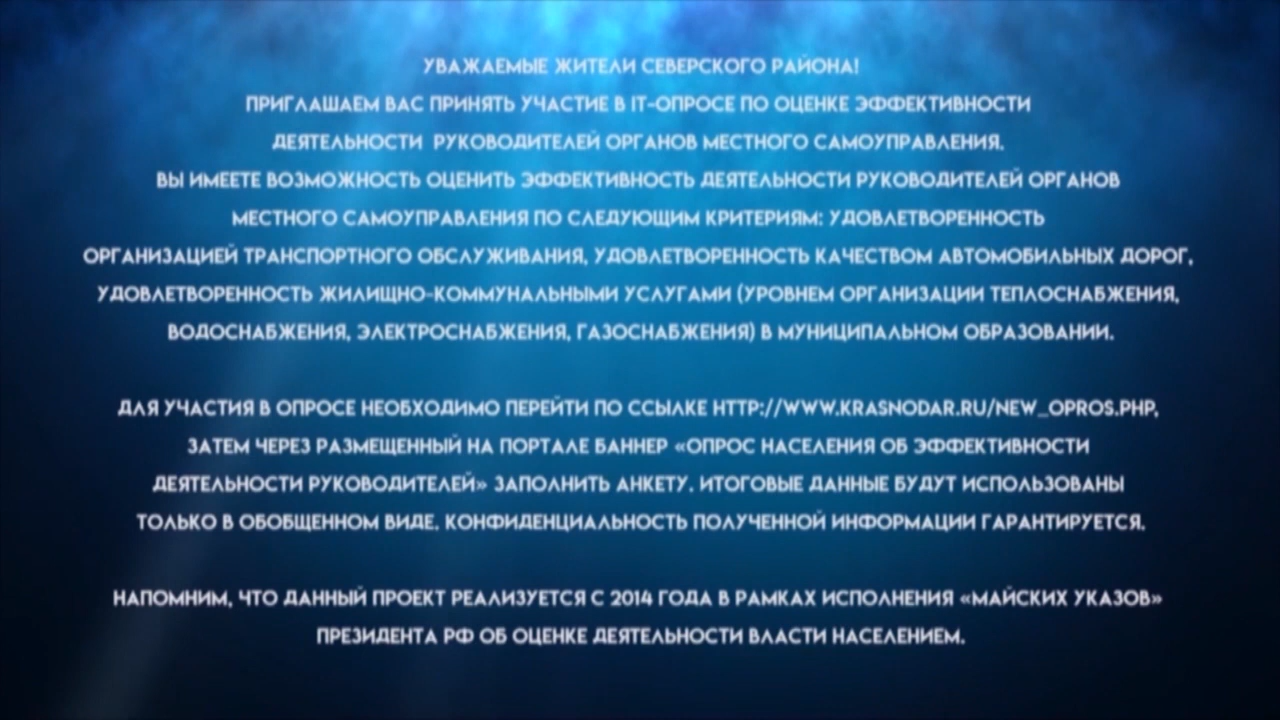 УВАЖАЕМЫЕ ЖИТЕЛИ СЕВЕРСКОГО РАЙОНА!
ПРИГЛАШАЕМ ВАС ПРИНЯТЬ УЧАСТИЕ В IT-ОПРОСЕ ПО ОЦЕНКЕ ЭФФЕКТИВНОСТИ
ДЕЯТЕЛЬНОСТИ РУКОВОДИТЕЛЕЙ ОРГАНОВ МЕСТНОГО САМОУПРАВЛЕНИЯ.
ВЫ ИМЕЕТЕ ВОЗМОЖНОСТЬ ОЦЕНИТЬ ЭФФЕКТИВНОСТЬ ДЕЯТЕЛЬНОСТИ РУКОВОДИТЕЛЕЙ ОРГАНОВ
МЕСТНОГО САМОУПРАВЛЕНИЯ ПО СЛЕДУЮЩИМ КРИТЕРИЯМ: УДОВЛЕТВОРЕННОСТЬ
ОРГАНИЗАЦИЕЙ ТРАНСПОРТНОГО ОБСЛУЖИВАНИЯ, УДОВЛЕТВОРЕННОСТЬ КАЧЕСТВОМ АВТОМОБИЛЬНЫХ ДОРОГ,
УДОВЛЕТВОРЕННОСТЬ ЖИЛИЩНО-КОММУНАЛЬНЫМИ УСЛУГАМИ (УРОВНЕМ ОРГАНИЗАЦИИ ТЕПЛОСНАБЖЕНИЯ,
ВОДОСНАБЖЕНИЯ, ЭЛЕКТРОСНАБЖЕНИЯ, ГАЗОСНАБЖЕНИЯ) В МУНИЦИПАЛЬНОМ ОБРАЗОВАНИИ.
ДЛЯ УЧАСТИЯ В ОПРОСЕ НЕОБХОДИМО ПЕРЕЙТИ ПО ССЫЛКЕ HTTP://WWW.KRASNODAR.RU/NEW_OPROS.PHP,
ЗАТЕМ ЧЕРЕЗ РАЗМЕЩЕННЫЙ НА ПОРТАЛЕ БАННЕР «ОПРОС НАСЕЛЕНИЯ ОБ ЭФФЕКТИВНОСТИ
ДЕЯТЕЛЬНОСТИ РУКОВОДИТЕЛЕЙ» ЗАПОЛНИТЬ АНКЕТУ. ИТОГОВЫЕ ДАННЫЕ БУДУТ ИСПОЛЬЗОВАНЫ
ТОЛЬКО В ОБОБЩЕННОМ ВИДЕ. КОНФИДЕНЦИАЛЬНОСТЬ ПОЛУЧЕННОЙ ИНФОРМАЦИИ ГАРАНТИРУЕТСЯ.
НАПОМНИМ, ЧТО ДАННЫЙ ПРОЕКТ РЕАЛИЗУЕТСЯ С 2014 ГОДА В РАМКАХ ИСПОЛНЕНИЯ «МАЙСКИХ УКАЗОВ»
ПРЕЗИДЕНТА РФ ОБ ОЦЕНКЕ ДЕЯТЕЛЬНОСТИ ВЛАСТИ НАСЕЛЕНИЕМ.